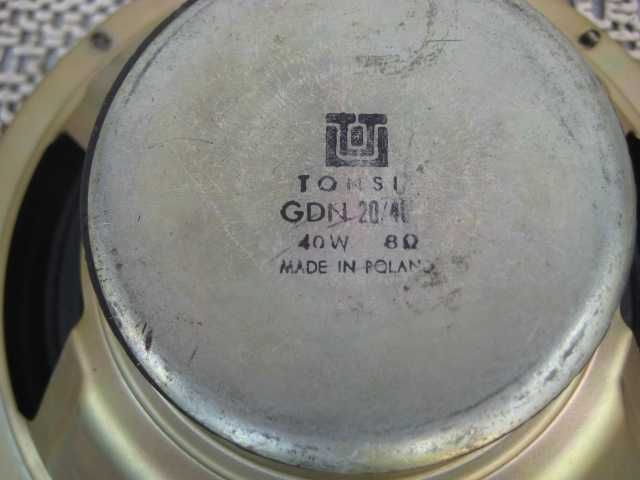 TONSIL
GDN 20/40
40W 8Ω
MADE IN POLAND